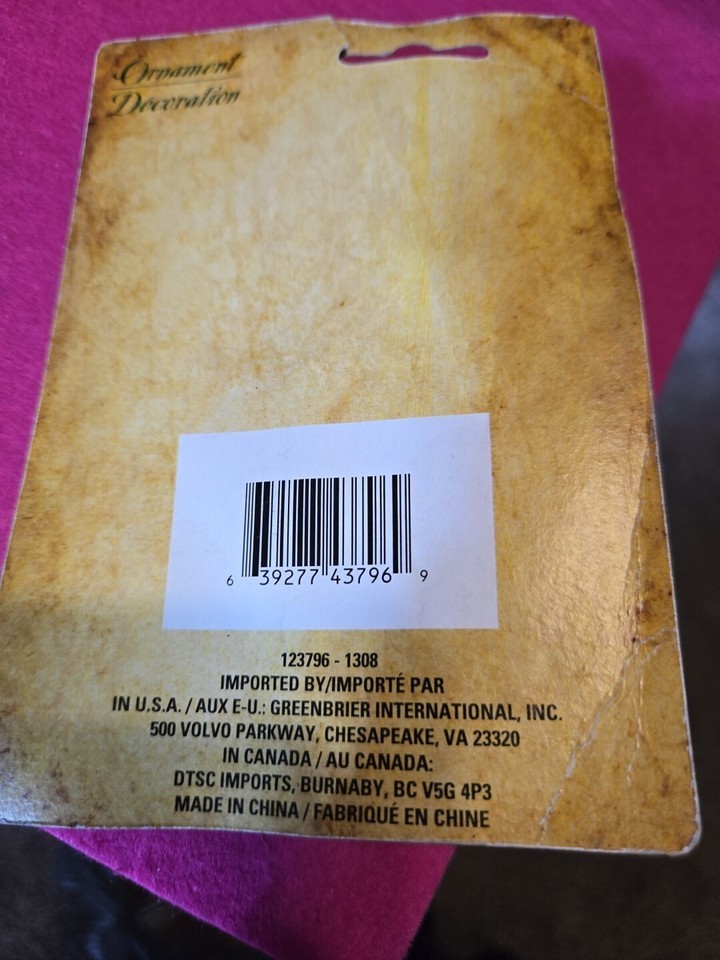 Ornament
Décoration
6 39277 43796 9
123796 - 1308
IMPORTED BY/IMPORTÉ PAR
IN U.S.A. / AUX E-U.: GREENBRIER INTERNATIONAL, INC.
500 VOLVO PARKWAY, CHESAPEAKE, VA 23320
IN CANADA / AU CANADA:
DTSC IMPORTS, BURNABY, BC V5G 4P3
MADE IN CHINA / FABRIQUÉ EN CHINE